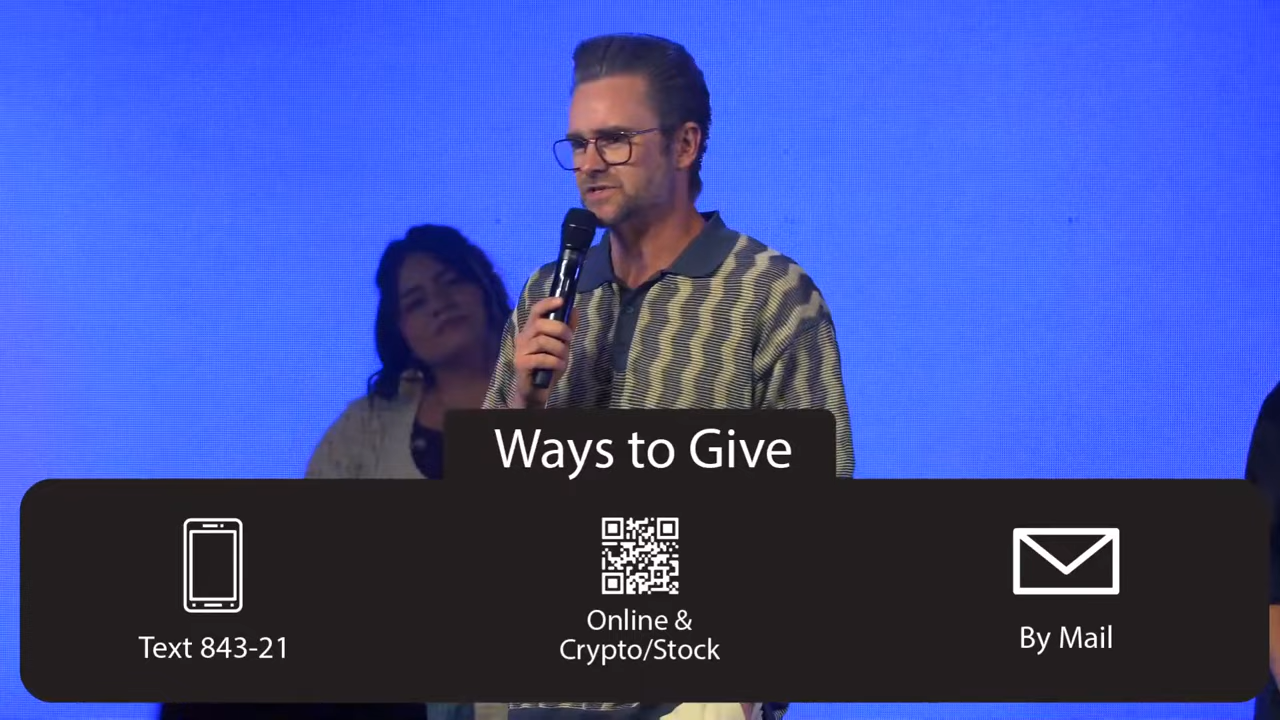 Ways to Give
Text 843-21
Online &
Crypto/Stock
By Mail